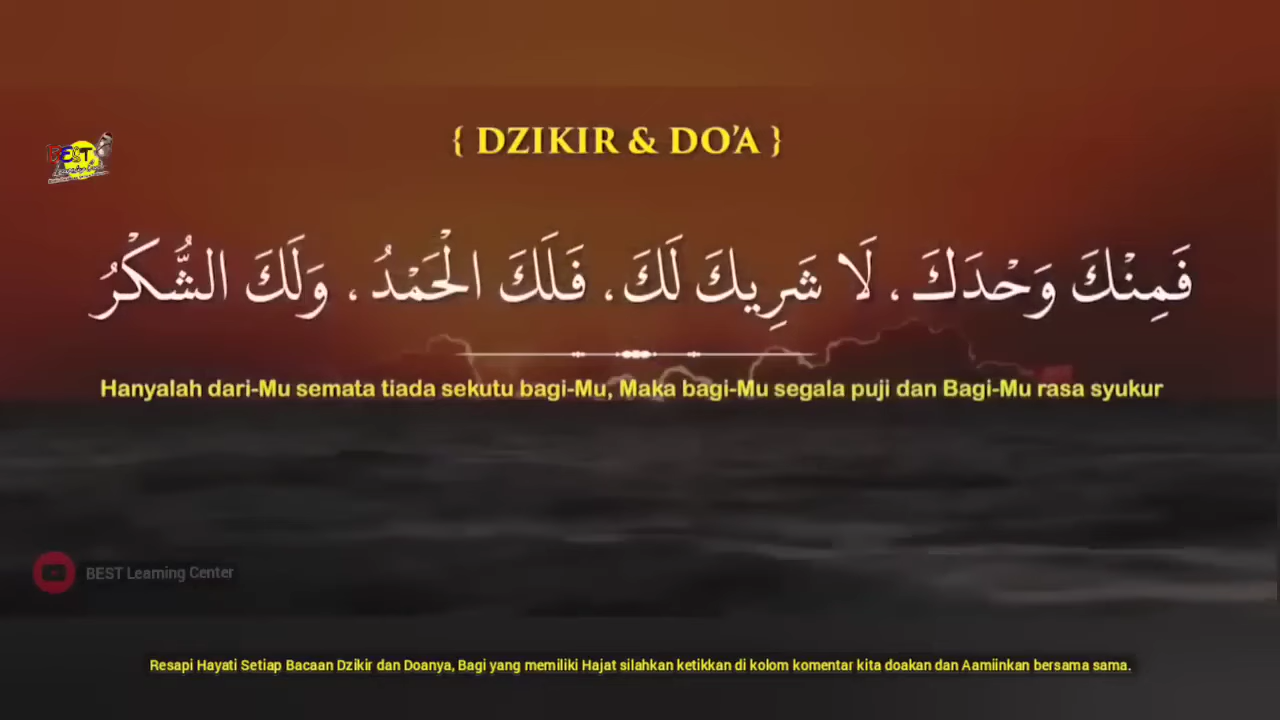 { DZIKIR & DO'A }
BEST
فَمِنْكَ وَحْدَكَ، لَا شَرِيكَ لَكَ، فَلَكَ الْحَمْدُ، وَلَكَ الشُّكْرُ
Hanyalah dari-Mu semata tiada sekutu bagi-Mu, Maka bagi-Mu segala puji dan Bagi-Mu rasa syukur
BEST Learning Center
Resapi Hayati Setiap Bacaan Dzikir dan Doanya, Bagi yang memiliki Hajat silahkan ketikkan di kolom komentar kita doakan dan Aamiinkan bersama sama.